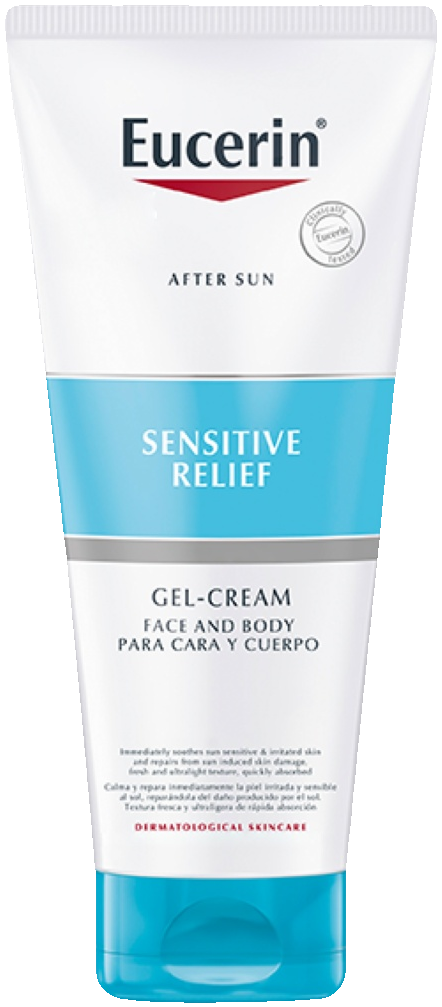 Eucerin®
Clinically
Eucerin
tested
AFTER SUN
SENSITIVE
RELIEF
GEL-CREAM
FACE AND BODY
PARA CARA Y CUERPO
Immediately soothes sun sensitive & irritated skin
and repairs from sun induced skin damage,
fresh and ultralight texture, quickly absorbed
Calma y repara inmediatamente la piel irritada y sensible
al sol, reparándola del daño producido por el sol.
Textura fresca y ultraligera de rápida absorción
DERMATOLOGICAL SKINCARE